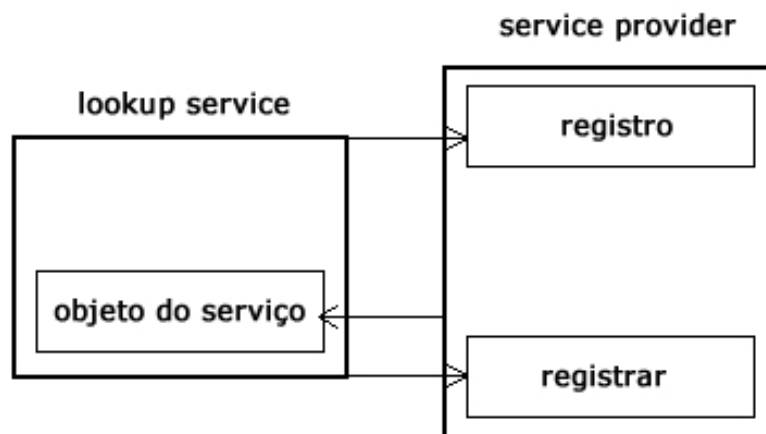 service provider
lookup service
registro
objeto do serviço
registrar